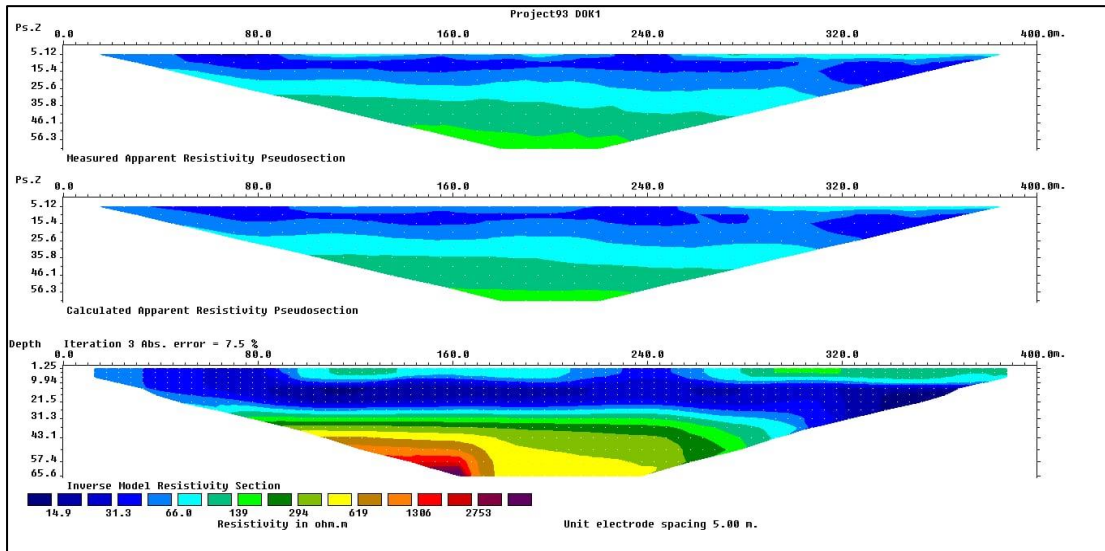 Project93 DOK1
Ps.Z 0.0 80.0 160.0 240.0 320.0 400.0m.
5.12
15.4
25.6
35.8
46.1
56.3
Measured Apparent Resistivity Pseudosection
Ps.Z 0.0 80.0 160.0 240.0 320.0 400.0m.
5.12
15.4
25.6
35.8
46.1
56.3
Calculated Apparent Resistivity Pseudosection
Depth Iteration 3 Abs. error = 7.5 %
0.0 80.0 160.0 240.0 320.0 400.0m.
1.25
9.94
21.5
31.3
43.1
57.4
65.6
Inverse Model Resistivity Section
14.9 31.3 66.0 139 294 619 1306 2753
Resistivity in ohm.m Unit electrode spacing 5.00 m.